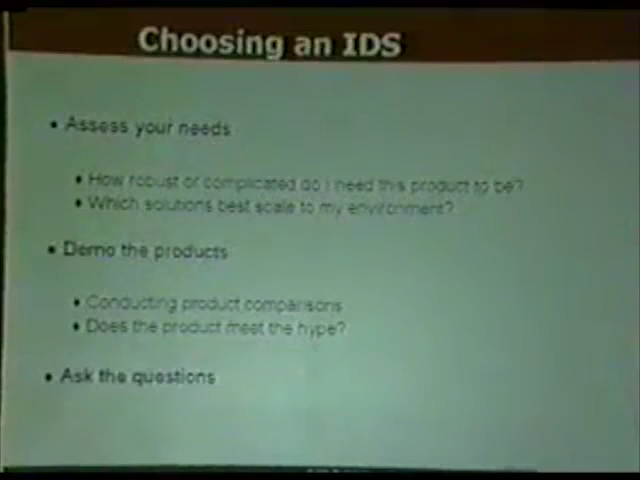 Choosing an IDS
• Assess your needs
• How robust or complicated do I need this product to be?
• Which solutions best scale to my environment?
• Demo the products
• Conducting product comparisons
• Does the product meet the hype?
• Ask the questions